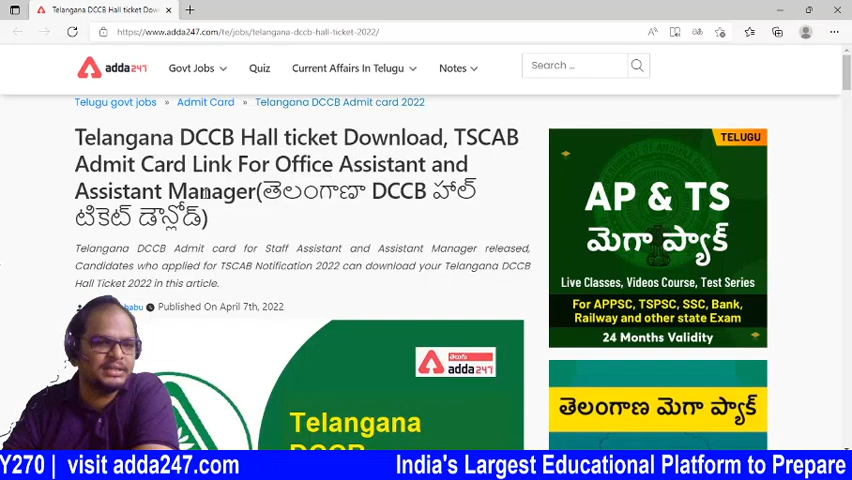 Telangana DCCB Hall ticket Dow
https://www.adda247.com/te/jobs/telangana-dccb-hall-ticket-2022/
adda247
Govt Jobs
Quiz
Current Affairs In Telugu
Notes
Search ...
Telugu govt jobs » Admit Card » Telangana DCCB Admit card 2022
Telangana DCCB Hall ticket Download, TSCAB
Admit Card Link For Office Assistant and
Assistant Manager(తెలంగాణా DCCB హాల్
టికెట్ డౌన్లోడ్)
Telangana DCCB Admit card for Staff Assistant and Assistant Manager released,
Candidates who applied for TSCAB Notification 2022 can download your Telangana DCCB
Hall Ticket 2022 in this article.
babu Published On April 7th, 2022
తెలుగు
adda247
Telangana
DCCB
TELUGU
AP & TS
మెగా ప్యాక్
Live Classes, Videos Course, Test Series
For APPSC, TSPSC, SSC, Bank,
Railway and other state Exam
24 Months Validity
తెలంగాణ మెగా ప్యాక్
Y270 | visit adda247.com India's Largest Educational Platform to Prepare